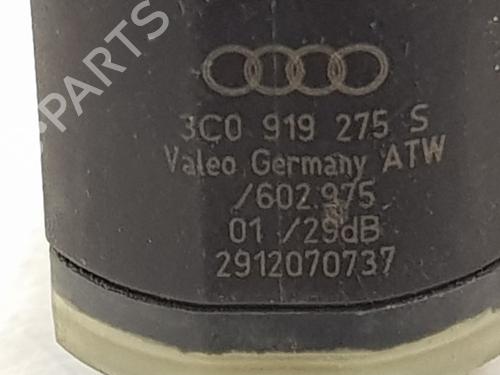 PARTS
3C0 919 275 S
Valeo Germany ATW
/602.975
01 /29dB
2912070737